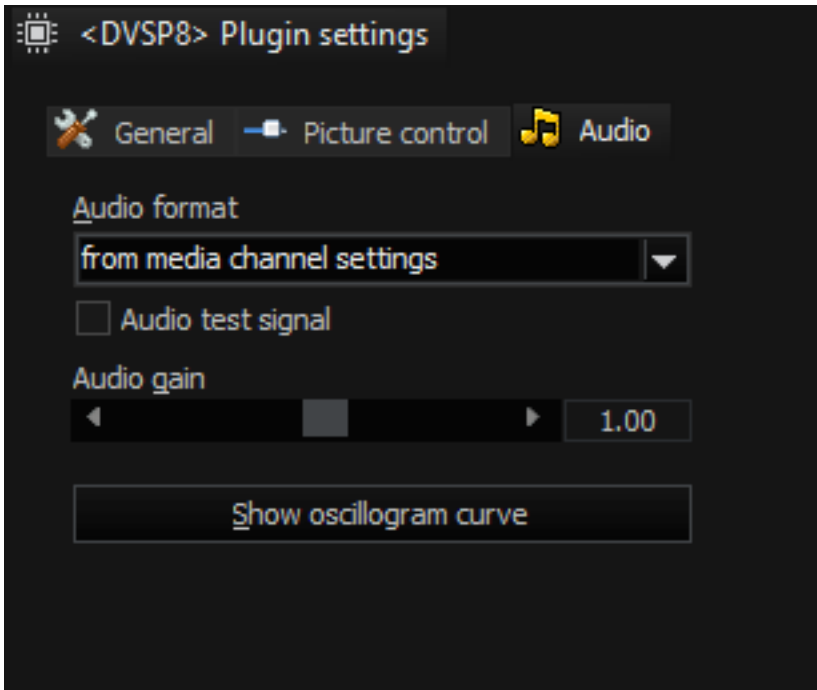 <DVSP8> Plugin settings
General Picture control Audio
Audio format
from media channel settings
Audio test signal
Audio gain
1.00
Show oscillogram curve